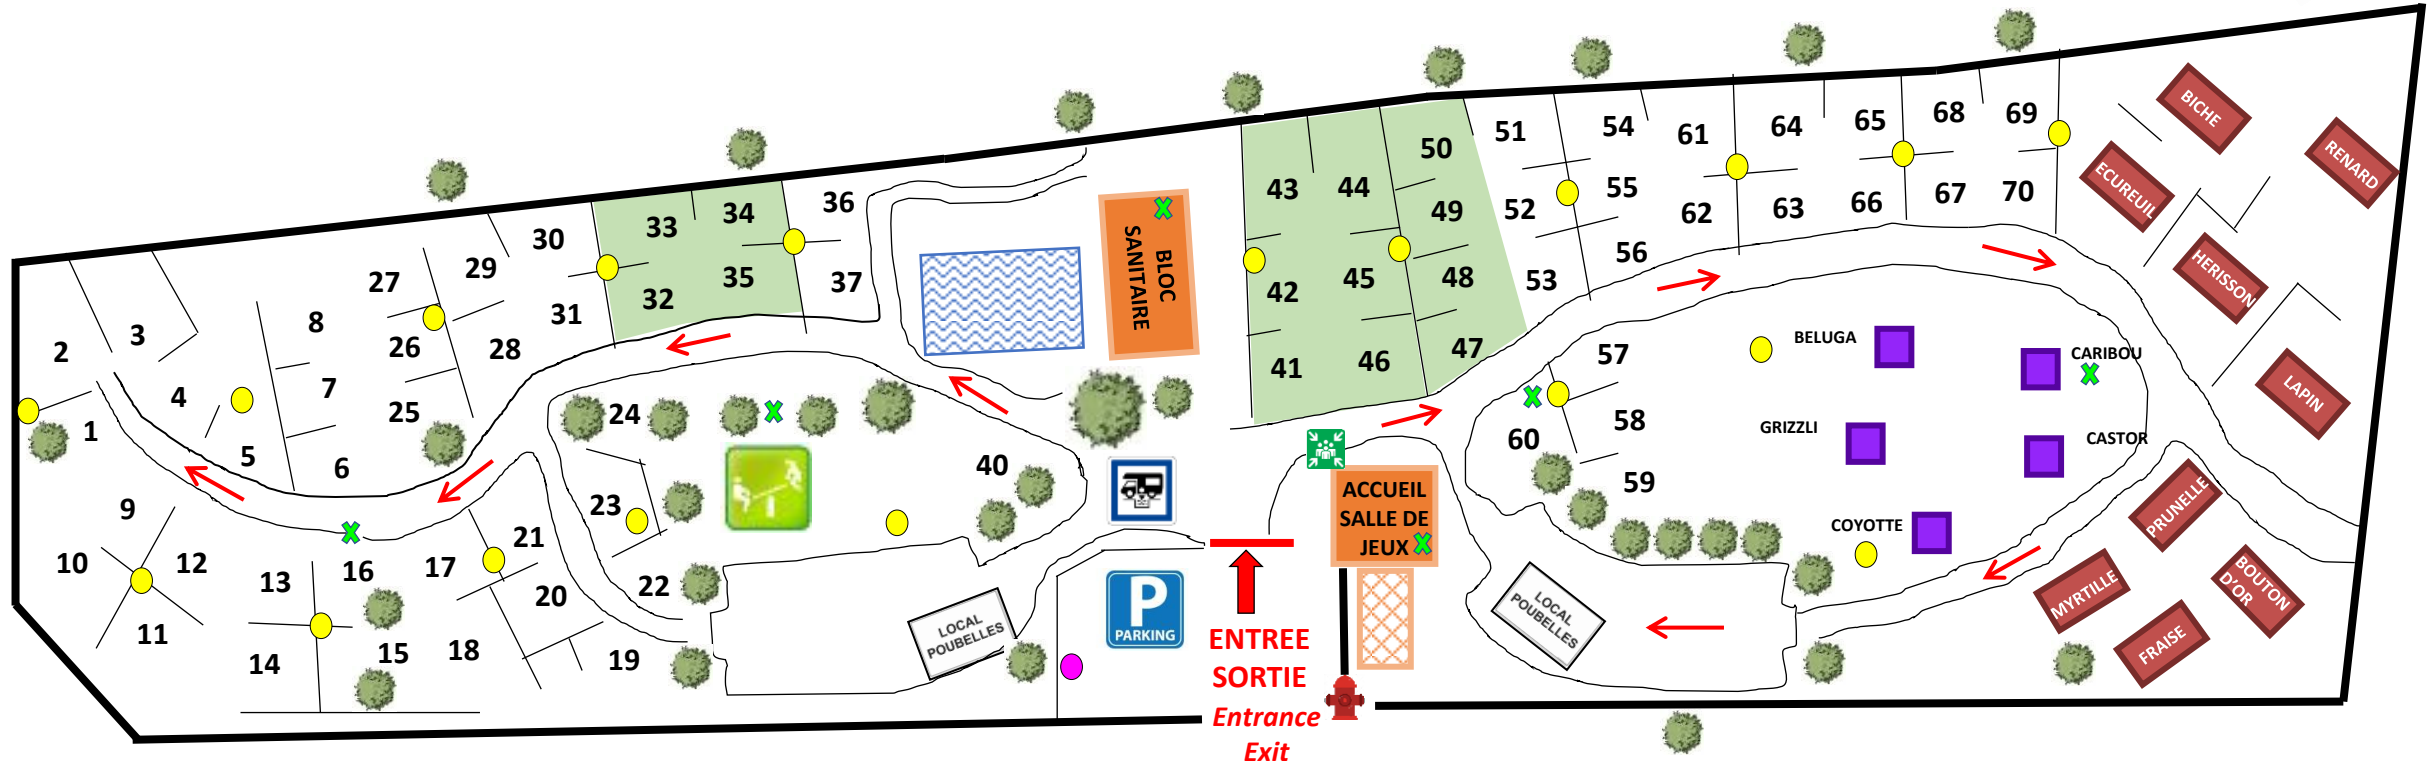 2
3
1
4
5
8
7
6
27
26
25
29
28
30
31
33
34
32
35
36
37
9
10
12
11
13
16
14
15
17
18
21
20
19
24
23
22
40
BLOC
SANITAIRE
LOCAL
POUBELLES
P
PARKING
ENTREE
SORTIE
Entrance
Exit
ACCUEIL
SALLE DE
JEUX
43
44
42
45
41
46
50
49
48
47
51
52
53
54
55
56
61
62
64
63
65
66
68
67
69
70
57
58
60
59
BELUGA
CARIBOU
GRIZZLI
CASTOR
COYOTTE
LOCAL
POUBELLES
BICHE
RENARD
ECUREUIL
HERISSON
LAPIN
PRUNELLE
MYRTILLE
BOUTON
D'OR
FRAISE